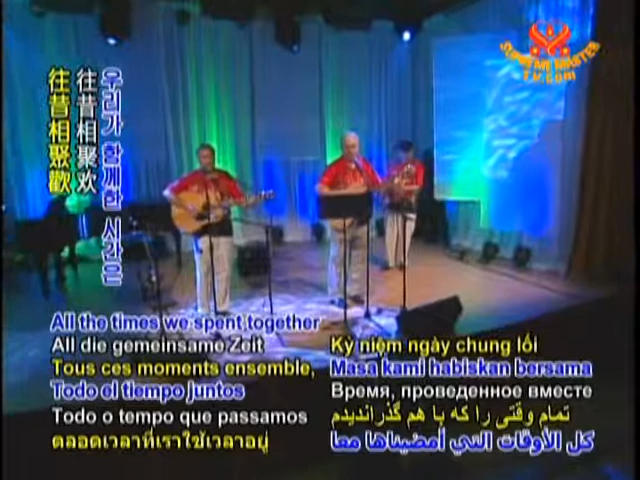 SUPREME MASTER
TV.COM
往昔相聚歡
往昔相聚欢
우리가 함께한 시간은
All the times we spent together
All die gemeinsame Zeit
Tous ces moments ensemble,
Todo el tiempo juntos
Todo o tempo que passamos
ตลอดเวลาที่เราใช้เวลาอยู่
Kỷ niệm ngày chung lối
Masa kami habiskan bersama
Время, проведенное вместе
تمام وقتی را که با هم گذراندیم
كل الأوقات التي أمضيناها معا